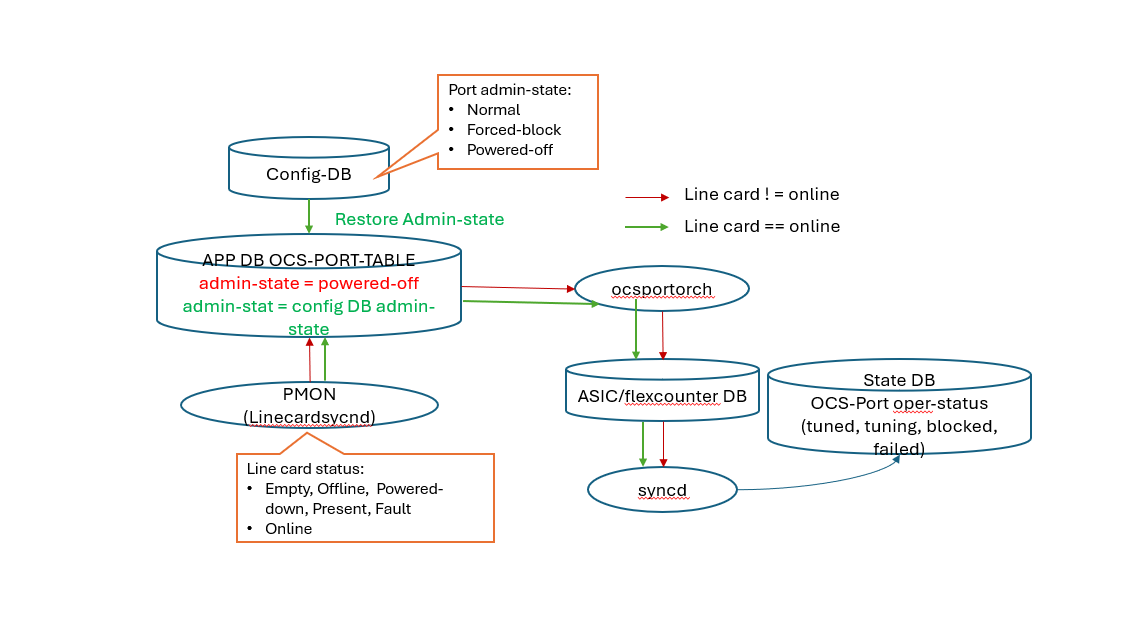 Port admin-state:
• Normal
• Forced-block
• Powered-off
Config-DB
Line card ! = online
Line card == online
Restore Admin-state
APP DB OCS-PORT-TABLE
admin-state = powered-off
admin-stat = config DB admin-
state
ocsportorch
ASIC/flexcounter DB
State DB
OCS-Port oper-status
(tuned, tuning, blocked,
failed)
PMON
(Linecardsycnd)
Line card status:
• Empty, Offline, Powered-
down, Present, Fault
• Online
syncd